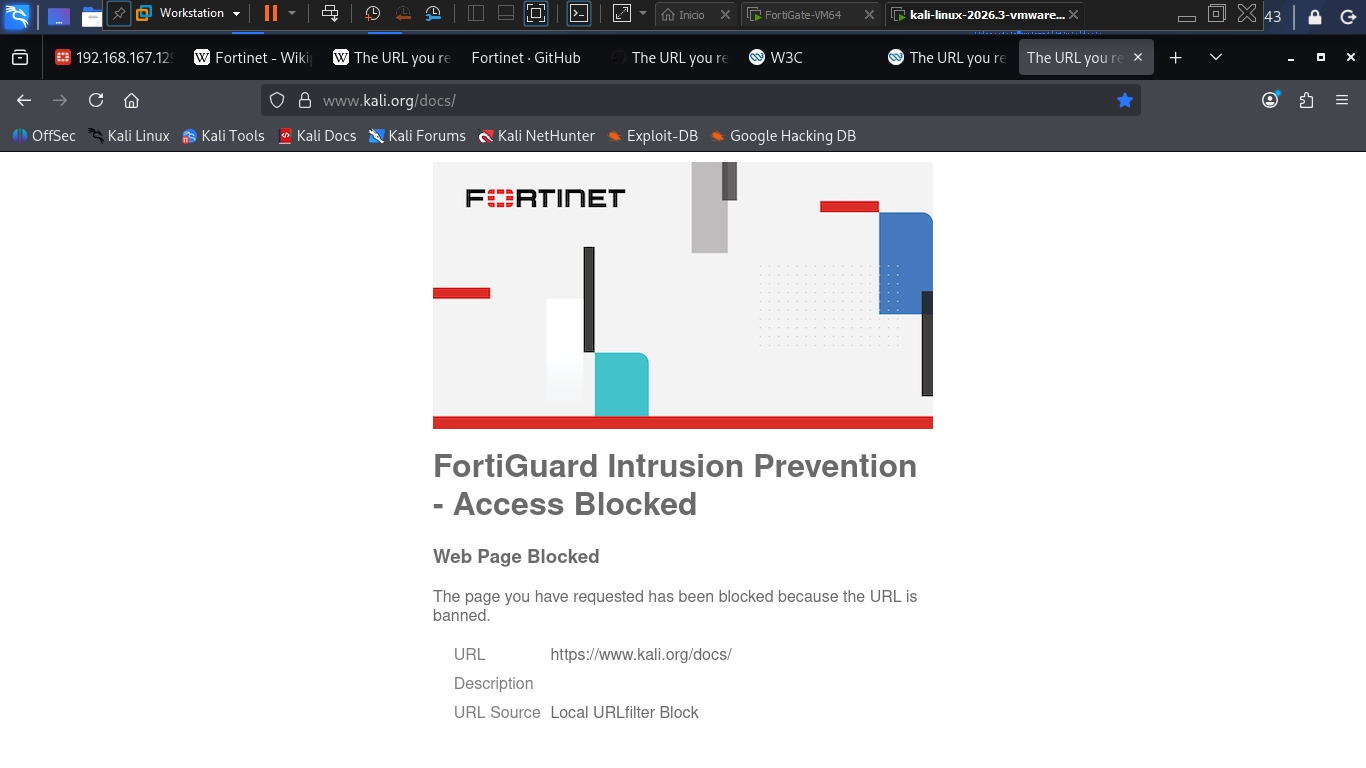 Workstation
Inicio
FortiGate-VM64
kali-linux-2026.3-vmware...
43
192.168.167.129
Fortinet - Wiki
The URL you re
Fortinet · GitHub
The URL you re
W3C
The URL you re
The URL you re
www.kali.org/docs/
OffSec
Kali Linux
Kali Tools
Kali Docs
Kali Forums
Kali NetHunter
Exploit-DB
Google Hacking DB
FORTINET
FortiGuard Intrusion Prevention
- Access Blocked
Web Page Blocked
The page you have requested has been blocked because the URL is
banned.
URL https://www.kali.org/docs/
Description
URL Source Local URLfilter Block